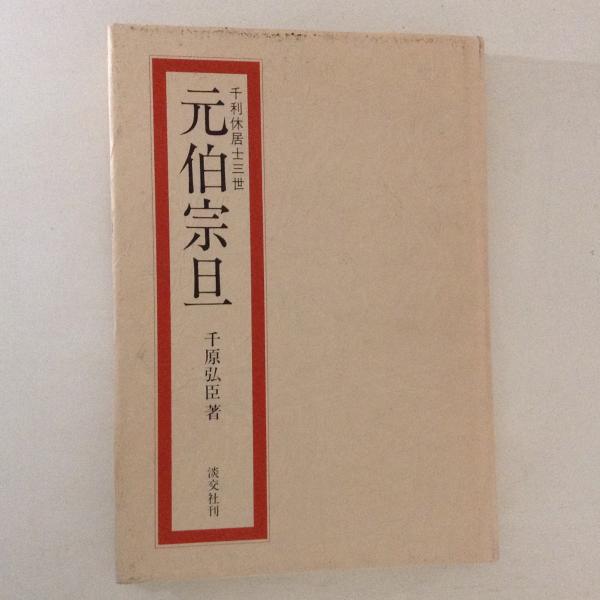 千利休居士三世
元伯宗旦
千原弘臣著
淡交社刊